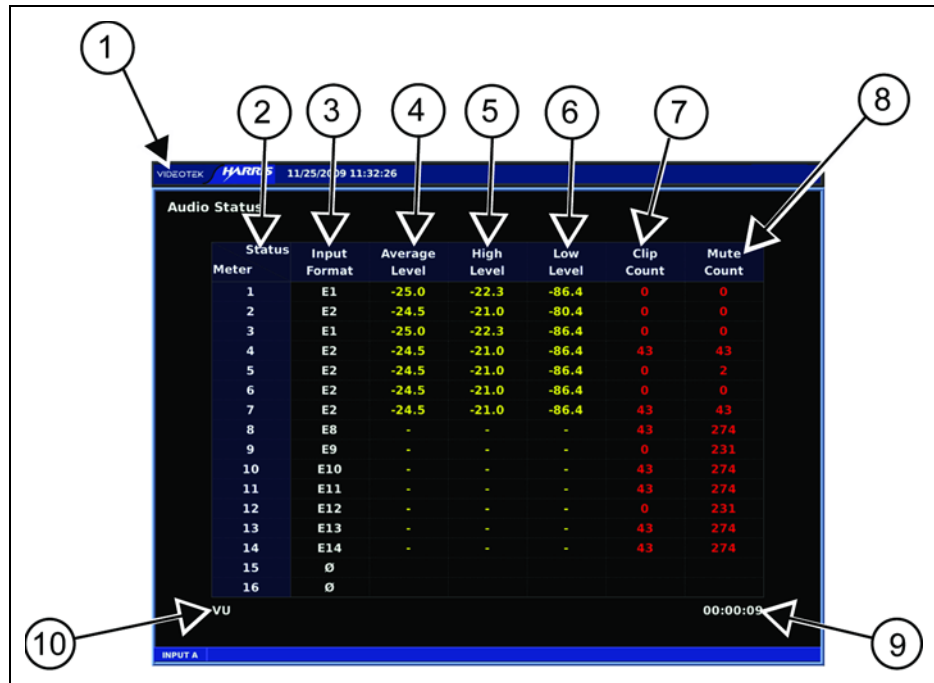 1
2 3 4 5 6 7 8
VIDEOTEK HARRIS 11/25/2009 11:32:26
Audio Status
Status Input Average High Low Clip Mute
Meter Format Level Level Level Count Count
1 E1 -25.0 -22.3 -86.4 0 0
2 E2 -24.5 -21.0 -80.4 0 0
3 E1 -25.0 -22.3 -86.4 0 0
4 E2 -24.5 -21.0 -86.4 43 43
5 E2 -24.5 -21.0 -86.4 0 2
6 E2 -24.5 -21.0 -86.4 0 0
7 E2 -24.5 -21.0 -86.4 43 43
8 E8 - - - 43 274
9 E9 - - - 0 231
10 E10 - - - 43 274
11 E11 - - - 43 274
12 E12 - - - 0 231
13 E13 - - - 43 274
14 E14 - - - 43 274
15 Ø
16 Ø
VU 00:00:09
10 9
INPUT A